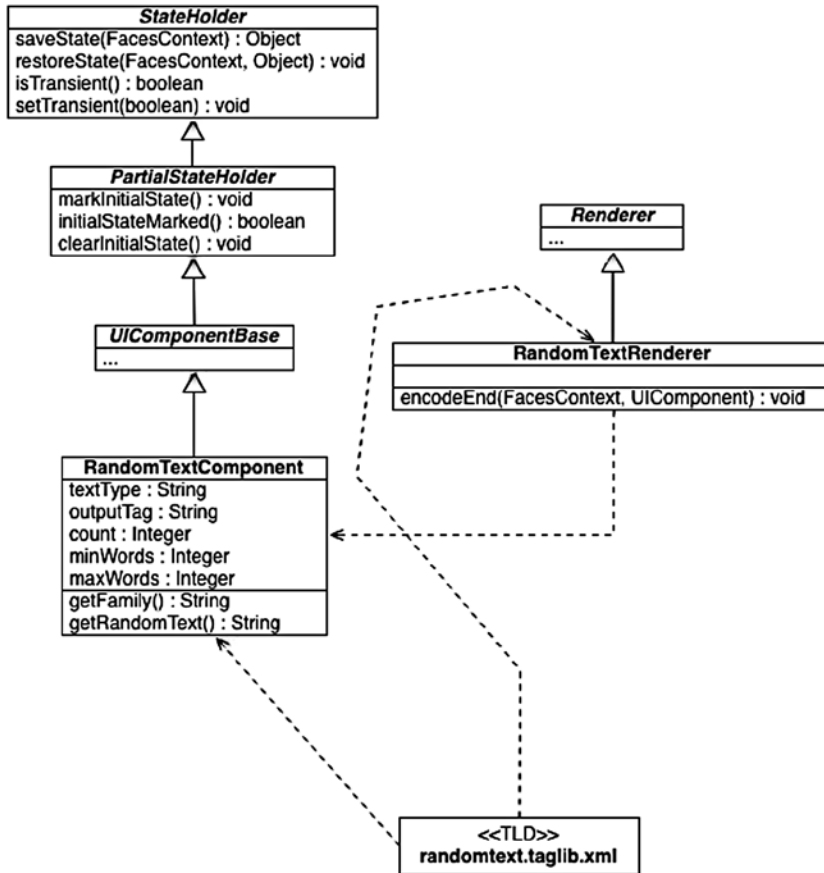 StateHolder
saveState(FacesContext) : Object
restoreState(FacesContext, Object) : void
isTransient() : boolean
setTransient(boolean) : void
PartialStateHolder
markInitialState() : void
initialStateMarked() : boolean
clearInitialState() : void
Renderer
...
UIComponentBase
...
RandomTextRenderer
encodeEnd(FacesContext, UIComponent) : void
RandomTextComponent
textType : String
outputTag : String
count : Integer
minWords : Integer
maxWords : Integer
getFamily() : String
getRandomText() : String
<<TLD>>
randomtext.taglib.xml